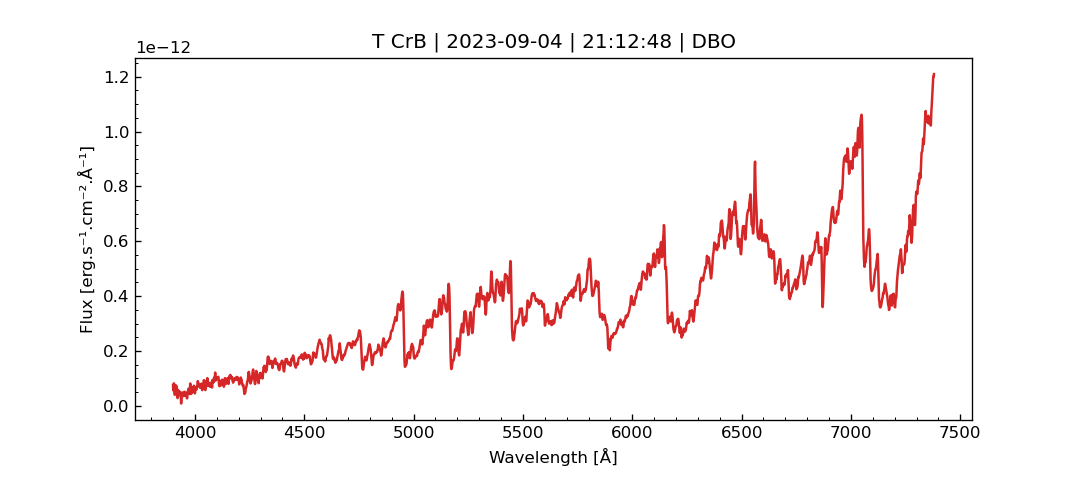 T CrB | 2023-09-04 | 21:12:48 | DBO
1e−12
1.2
1.0
0.8
0.6
0.4
0.2
0.0
Flux [erg.s⁻¹.cm⁻².Å⁻¹]
4000 4500 5000 5500 6000 6500 7000 7500
Wavelength [Å]